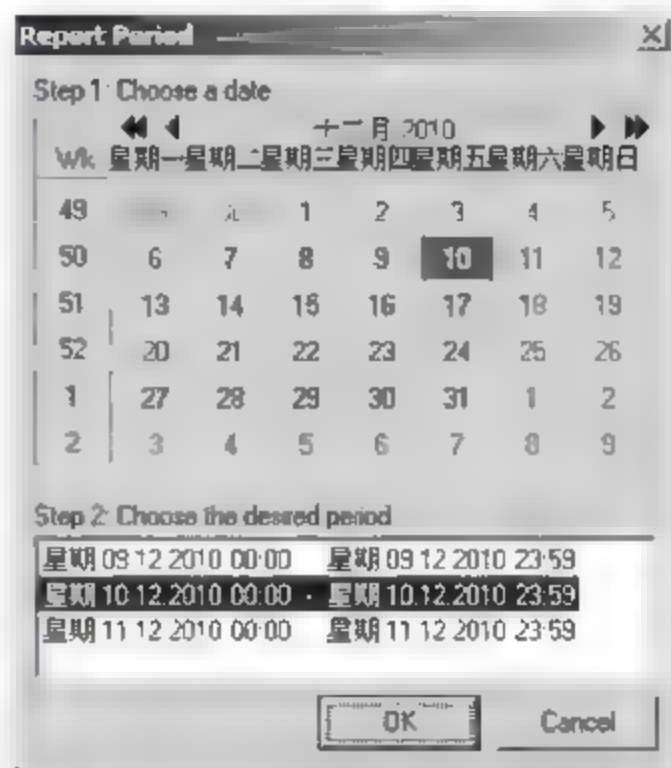 Report Period
Step 1: Choose a date
十二月 2010
Wk 星期一 星期二 星期三 星期四 星期五 星期六 星期日
49 1 2 3 4 5
50 6 7 8 9 10 11 12
51 13 14 15 16 17 18 19
52 20 21 22 23 24 25 26
1 27 28 29 30 31 1 2
2 3 4 5 6 7 8 9
Step 2: Choose the desired period
星期 09.12.2010 00:00 星期 09.12.2010 23:59
星期 10.12.2010 00:00 - 星期 10.12.2010 23:59
星期 11.12.2010 00:00 星期 11.12.2010 23:59
OK Cancel